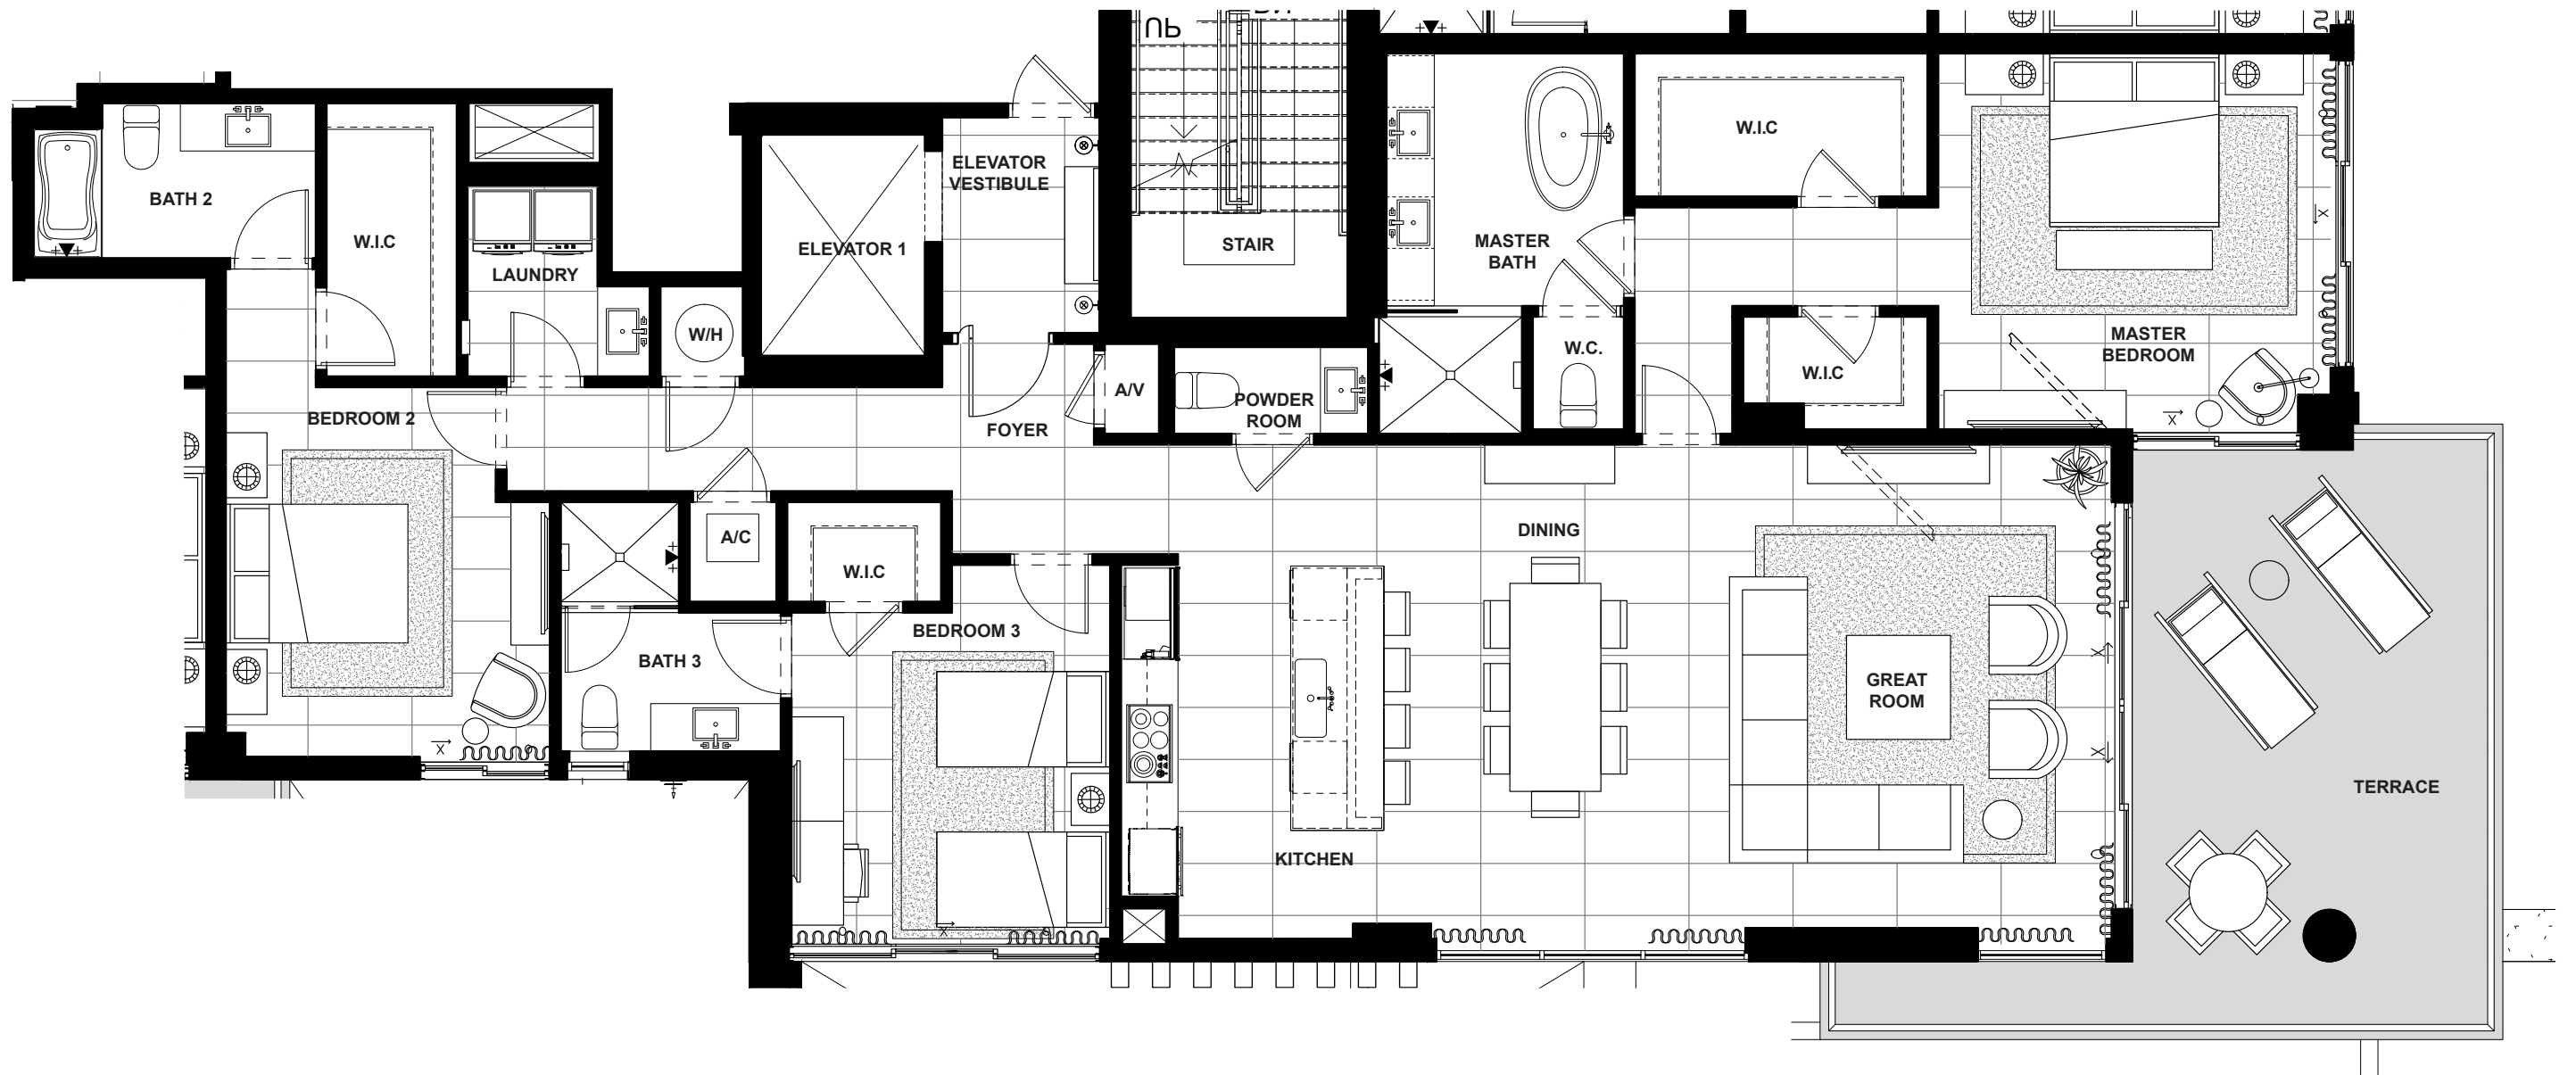 UP
ELEVATOR
VESTIBULE
W.I.C
BATH 2
W.I.C
ELEVATOR 1
STAIR
MASTER
BATH
LAUNDRY
W/H
W.C.
MASTER
BEDROOM
W.I.C
A/V
POWDER
ROOM
BEDROOM 2
FOYER
DINING
A/C
W.I.C
BEDROOM 3
BATH 3
GREAT
ROOM
TERRACE
KITCHEN
X
X
X
X
X
X